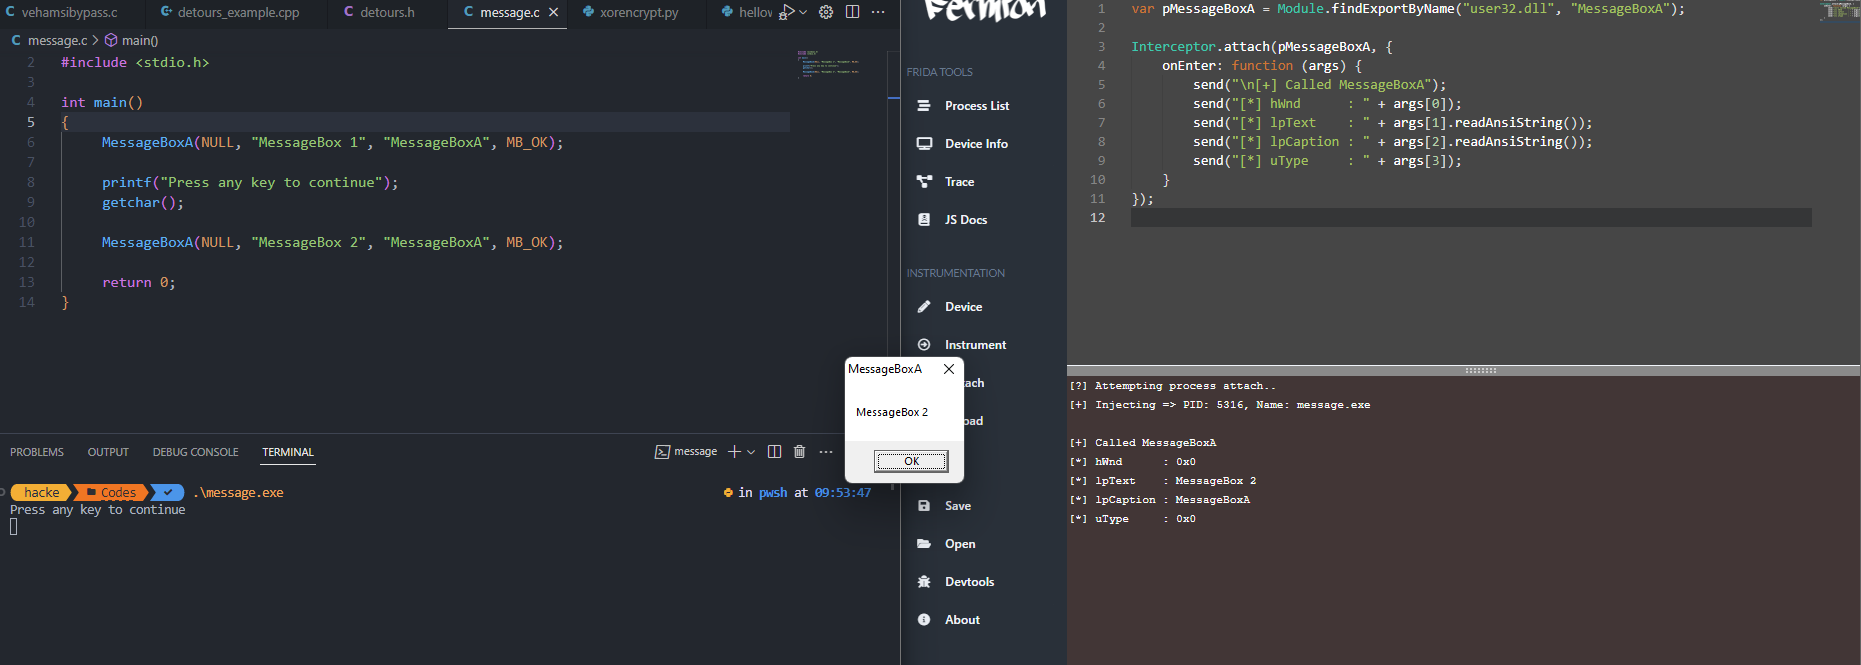 vehamsibypass.c
detours_example.cpp
detours.h
message.c
xorencrypt.py
hellow
message.c > main()
2 #include <stdio.h>
3
4 int main()
5 {
6 MessageBoxA(NULL, "MessageBox 1", "MessageBoxA", MB_OK);
7
8 printf("Press any key to continue");
9 getchar();
10
11 MessageBoxA(NULL, "MessageBox 2", "MessageBoxA", MB_OK);
12
13 return 0;
14 }
PROBLEMS OUTPUT DEBUG CONSOLE TERMINAL
message
hacke Codes .\message.exe
in pwsh at 09:53:47
Press any key to continue
MessageBoxA
MessageBox 2
OK
Fermion
FRIDA TOOLS
Process List
Device Info
Trace
JS Docs
INSTRUMENTATION
Device
Instrument
tach
oad
Save
Open
Devtools
About
1 var pMessageBoxA = Module.findExportByName("user32.dll", "MessageBoxA");
2
3 Interceptor.attach(pMessageBoxA, {
4 onEnter: function (args) {
5 send("\n[+] Called MessageBoxA");
6 send("[*] hWnd      : " + args[0]);
7 send("[*] lpText    : " + args[1].readAnsiString());
8 send("[*] lpCaption : " + args[2].readAnsiString());
9 send("[*] uType     : " + args[3]);
10 }
11 });
12
[?] Attempting process attach..
[+] Injecting => PID: 5316, Name: message.exe
[+] Called MessageBoxA
[*] hWnd      : 0x0
[*] lpText    : MessageBox 2
[*] lpCaption : MessageBoxA
[*] uType     : 0x0